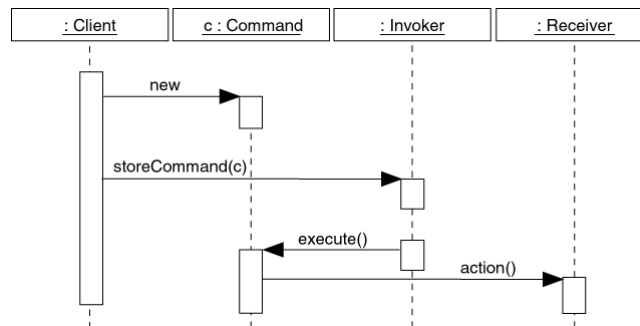 : Client
c : Command
: Invoker
: Receiver
new
storeCommand(c)
execute()
action()